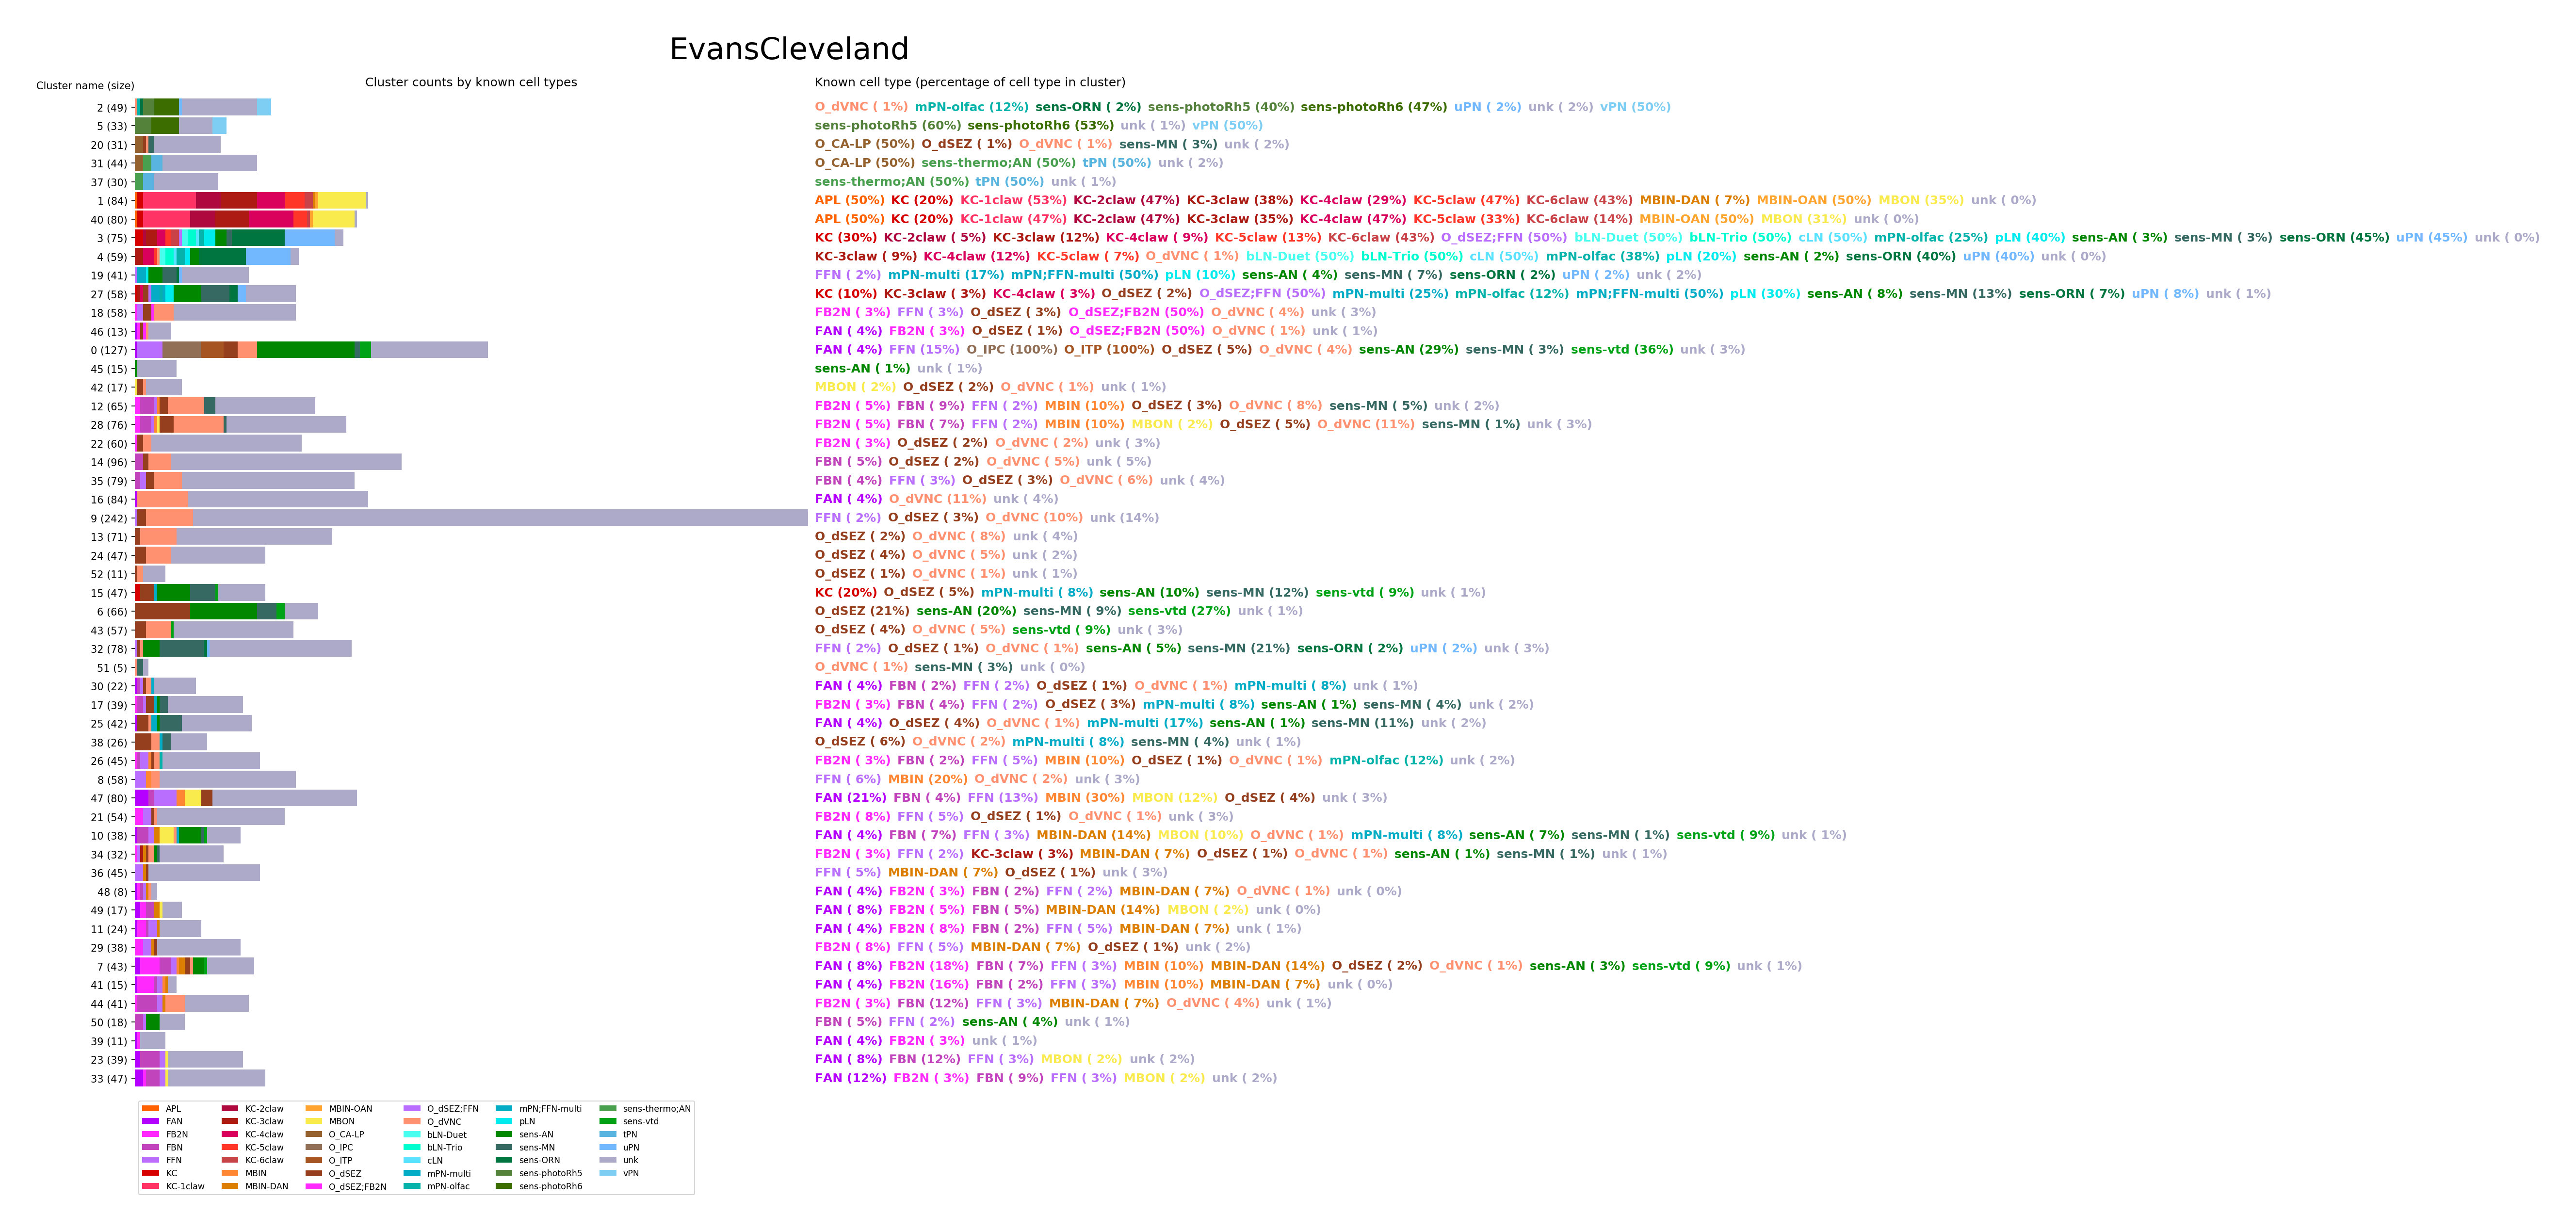 EvansCleveland
Cluster counts by known cell types
Known cell type (percentage of cell type in cluster)
Cluster name (size)
2 (49) O_dVNC ( 1%) mPN-olfac (12%) sens-ORN ( 2%) sens-photoRh5 (40%) sens-photoRh6 (47%) uPN ( 2%) unk ( 2%) vPN (50%)
5 (33) sens-photoRh5 (60%) sens-photoRh6 (53%) unk ( 1%) vPN (50%)
20 (31) O_CA-LP (50%) O_dSEZ ( 1%) O_dVNC ( 1%) sens-MN ( 3%) unk ( 2%)
31 (44) O_CA-LP (50%) sens-thermo;AN (50%) tPN (50%) unk ( 2%)
37 (30) sens-thermo;AN (50%) tPN (50%) unk ( 1%)
1 (84) APL (50%) KC (20%) KC-1claw (53%) KC-2claw (47%) KC-3claw (38%) KC-4claw (29%) KC-5claw (47%) KC-6claw (43%) MBIN-DAN ( 7%) MBIN-OAN (50%) MBON (35%) unk ( 0%)
40 (80) APL (50%) KC (20%) KC-1claw (47%) KC-2claw (47%) KC-3claw (35%) KC-4claw (47%) KC-5claw (33%) KC-6claw (14%) MBIN-OAN (50%) MBON (31%) unk ( 0%)
3 (75) KC (30%) KC-2claw ( 5%) KC-3claw (12%) KC-4claw ( 9%) KC-5claw (13%) KC-6claw (43%) O_dSEZ;FFN (50%) bLN-Duet (50%) bLN-Trio (50%) cLN (50%) mPN-olfac (25%) pLN (40%) sens-AN ( 3%) sens-MN ( 3%) sens-ORN (45%) uPN (45%) unk ( 0%)
4 (59) KC-3claw ( 9%) KC-4claw (12%) KC-5claw ( 7%) O_dVNC ( 1%) bLN-Duet (50%) bLN-Trio (50%) cLN (50%) mPN-olfac (38%) pLN (20%) sens-AN ( 2%) sens-ORN (40%) uPN (40%) unk ( 0%)
19 (41) FFN ( 2%) mPN-multi (17%) mPN;FFN-multi (50%) pLN (10%) sens-AN ( 4%) sens-MN ( 7%) sens-ORN ( 2%) uPN ( 2%) unk ( 2%)
27 (58) KC (10%) KC-3claw ( 3%) KC-4claw ( 3%) O_dSEZ ( 2%) O_dSEZ;FFN (50%) mPN-multi (25%) mPN-olfac (12%) mPN;FFN-multi (50%) pLN (30%) sens-AN ( 8%) sens-MN (13%) sens-ORN ( 7%) uPN ( 8%) unk ( 1%)
18 (58) FB2N ( 3%) FFN ( 3%) O_dSEZ ( 3%) O_dSEZ;FB2N (50%) O_dVNC ( 4%) unk ( 3%)
46 (13) FAN ( 4%) FB2N ( 3%) O_dSEZ ( 1%) O_dSEZ;FB2N (50%) O_dVNC ( 1%) unk ( 1%)
0 (127) FAN ( 4%) FFN (15%) O_IPC (100%) O_ITP (100%) O_dSEZ ( 5%) O_dVNC ( 4%) sens-AN (29%) sens-MN ( 3%) sens-vtd (36%) unk ( 3%)
45 (15) sens-AN ( 1%) unk ( 1%)
42 (17) MBON ( 2%) O_dSEZ ( 2%) O_dVNC ( 1%) unk ( 1%)
12 (65) FB2N ( 5%) FBN ( 9%) FFN ( 2%) MBIN (10%) O_dSEZ ( 3%) O_dVNC ( 8%) sens-MN ( 5%) unk ( 2%)
28 (76) FB2N ( 5%) FBN ( 7%) FFN ( 2%) MBIN (10%) MBON ( 2%) O_dSEZ ( 5%) O_dVNC (11%) sens-MN ( 1%) unk ( 3%)
22 (60) FB2N ( 3%) O_dSEZ ( 2%) O_dVNC ( 2%) unk ( 3%)
14 (96) FBN ( 5%) O_dSEZ ( 2%) O_dVNC ( 5%) unk ( 5%)
35 (79) FBN ( 4%) FFN ( 3%) O_dSEZ ( 3%) O_dVNC ( 6%) unk ( 4%)
16 (84) FAN ( 4%) O_dVNC (11%) unk ( 4%)
9 (242) FFN ( 2%) O_dSEZ ( 3%) O_dVNC (10%) unk (14%)
13 (71) O_dSEZ ( 2%) O_dVNC ( 8%) unk ( 4%)
24 (47) O_dSEZ ( 4%) O_dVNC ( 5%) unk ( 2%)
52 (11) O_dSEZ ( 1%) O_dVNC ( 1%) unk ( 1%)
15 (47) KC (20%) O_dSEZ ( 5%) mPN-multi ( 8%) sens-AN (10%) sens-MN (12%) sens-vtd ( 9%) unk ( 1%)
6 (66) O_dSEZ (21%) sens-AN (20%) sens-MN ( 9%) sens-vtd (27%) unk ( 1%)
43 (57) O_dSEZ ( 4%) O_dVNC ( 5%) sens-vtd ( 9%) unk ( 3%)
32 (78) FFN ( 2%) O_dSEZ ( 1%) O_dVNC ( 1%) sens-AN ( 5%) sens-MN (21%) sens-ORN ( 2%) uPN ( 2%) unk ( 3%)
51 (5) O_dVNC ( 1%) sens-MN ( 3%) unk ( 0%)
30 (22) FAN ( 4%) FBN ( 2%) FFN ( 2%) O_dSEZ ( 1%) O_dVNC ( 1%) mPN-multi ( 8%) unk ( 1%)
17 (39) FB2N ( 3%) FBN ( 4%) FFN ( 2%) O_dSEZ ( 3%) mPN-multi ( 8%) sens-AN ( 1%) sens-MN ( 4%) unk ( 2%)
25 (42) FAN ( 4%) O_dSEZ ( 4%) O_dVNC ( 1%) mPN-multi (17%) sens-AN ( 1%) sens-MN (11%) unk ( 2%)
38 (26) O_dSEZ ( 6%) O_dVNC ( 2%) mPN-multi ( 8%) sens-MN ( 4%) unk ( 1%)
26 (45) FB2N ( 3%) FBN ( 2%) FFN ( 5%) MBIN (10%) O_dSEZ ( 1%) O_dVNC ( 1%) mPN-olfac (12%) unk ( 2%)
8 (58) FFN ( 6%) MBIN (20%) O_dVNC ( 2%) unk ( 3%)
47 (80) FAN (21%) FBN ( 4%) FFN (13%) MBIN (30%) MBON (12%) O_dSEZ ( 4%) unk ( 3%)
21 (54) FB2N ( 8%) FFN ( 5%) O_dSEZ ( 1%) O_dVNC ( 1%) unk ( 3%)
10 (38) FAN ( 4%) FBN ( 7%) FFN ( 3%) MBIN-DAN (14%) MBON (10%) O_dVNC ( 1%) mPN-multi ( 8%) sens-AN ( 7%) sens-MN ( 1%) sens-vtd ( 9%) unk ( 1%)
34 (32) FB2N ( 3%) FFN ( 2%) KC-3claw ( 3%) MBIN-DAN ( 7%) O_dSEZ ( 1%) O_dVNC ( 1%) sens-AN ( 1%) sens-MN ( 1%) unk ( 1%)
36 (45) FFN ( 5%) MBIN-DAN ( 7%) O_dSEZ ( 1%) unk ( 3%)
48 (8) FAN ( 4%) FB2N ( 3%) FBN ( 2%) FFN ( 2%) MBIN-DAN ( 7%) O_dVNC ( 1%) unk ( 0%)
49 (17) FAN ( 8%) FB2N ( 5%) FBN ( 5%) MBIN-DAN (14%) MBON ( 2%) unk ( 0%)
11 (24) FAN ( 4%) FB2N ( 8%) FBN ( 2%) FFN ( 5%) MBIN-DAN ( 7%) unk ( 1%)
29 (38) FB2N ( 8%) FFN ( 5%) MBIN-DAN ( 7%) O_dSEZ ( 1%) unk ( 2%)
7 (43) FAN ( 8%) FB2N (18%) FBN ( 7%) FFN ( 3%) MBIN (10%) MBIN-DAN (14%) O_dSEZ ( 2%) O_dVNC ( 1%) sens-AN ( 3%) sens-vtd ( 9%) unk ( 1%)
41 (15) FAN ( 4%) FB2N (16%) FBN ( 2%) FFN ( 3%) MBIN (10%) MBIN-DAN ( 7%) unk ( 0%)
44 (41) FB2N ( 3%) FBN (12%) FFN ( 3%) MBIN-DAN ( 7%) O_dVNC ( 4%) unk ( 1%)
50 (18) FBN ( 5%) FFN ( 2%) sens-AN ( 4%) unk ( 1%)
39 (11) FAN ( 4%) FB2N ( 3%) unk ( 1%)
23 (39) FAN ( 8%) FBN (12%) FFN ( 3%) MBON ( 2%) unk ( 2%)
33 (47) FAN (12%) FB2N ( 3%) FBN ( 9%) FFN ( 3%) MBON ( 2%) unk ( 2%)
APL KC-2claw MBIN-OAN O_dSEZ;FFN mPN;FFN-multi sens-thermo;AN
FAN KC-3claw MBON O_dVNC pLN sens-vtd
FB2N KC-4claw O_CA-LP bLN-Duet sens-AN tPN
FBN KC-5claw O_IPC bLN-Trio sens-MN uPN
FFN KC-6claw O_ITP cLN sens-ORN unk
KC MBIN O_dSEZ mPN-multi sens-photoRh5 vPN
KC-1claw MBIN-DAN O_dSEZ;FB2N mPN-olfac sens-photoRh6